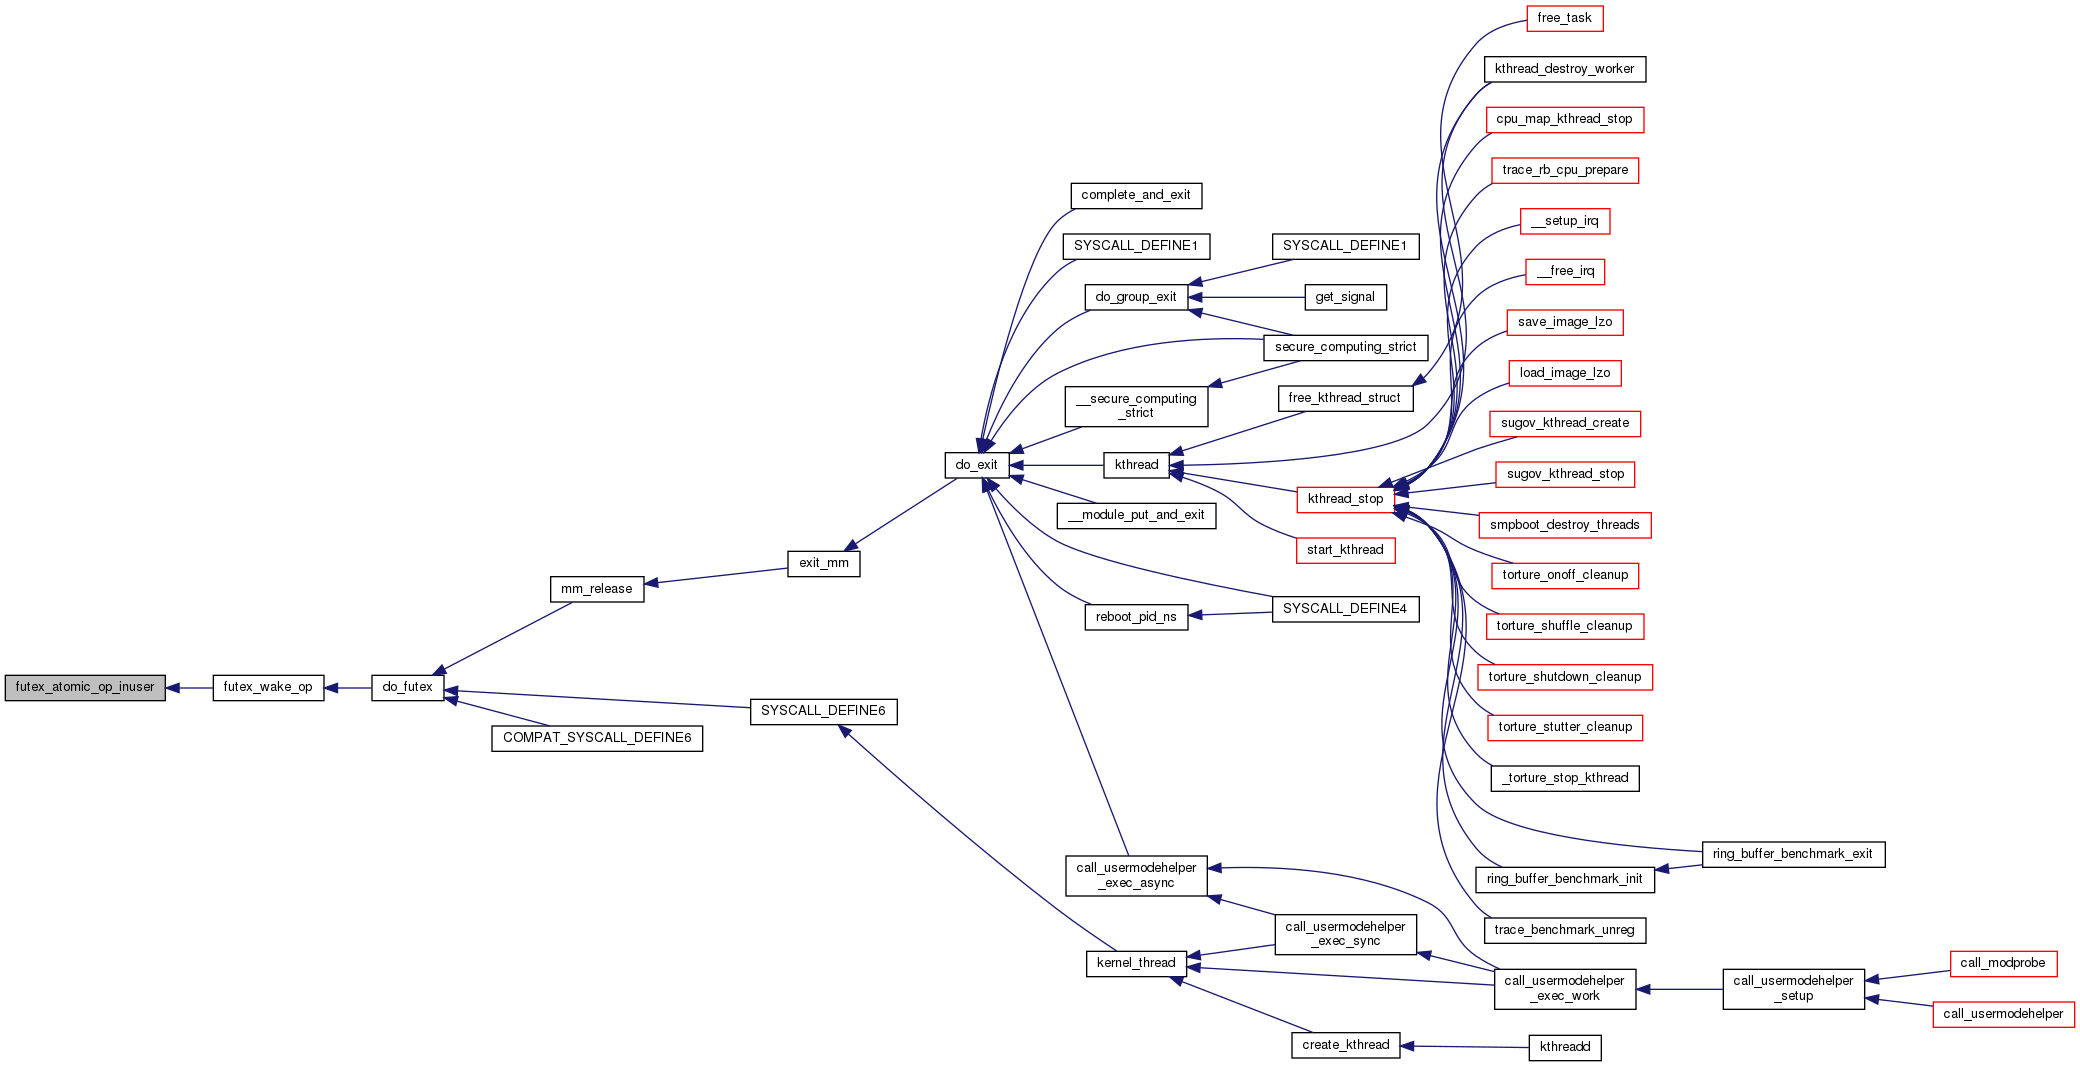 free_task
kthread_destroy_worker
cpu_map_kthread_stop
trace_rb_cpu_prepare
complete_and_exit
__setup_irq
SYSCALL_DEFINE1
SYSCALL_DEFINE1
__free_irq
do_group_exit
get_signal
save_image_lzo
secure_computing_strict
load_image_lzo
__secure_computing
_strict
free_kthread_struct
sugov_kthread_create
do_exit
kthread
sugov_kthread_stop
kthread_stop
__module_put_and_exit
smpboot_destroy_threads
start_kthread
exit_mm
torture_onoff_cleanup
mm_release
SYSCALL_DEFINE4
reboot_pid_ns
torture_shuffle_cleanup
torture_shutdown_cleanup
futex_atomic_op_inuser
futex_wake_op
do_futex
SYSCALL_DEFINE6
torture_stutter_cleanup
COMPAT_SYSCALL_DEFINE6
_torture_stop_kthread
ring_buffer_benchmark_exit
call_usermodehelper
_exec_async
ring_buffer_benchmark_init
trace_benchmark_unreg
call_usermodehelper
_exec_sync
kernel_thread
call_modprobe
call_usermodehelper
_exec_work
call_usermodehelper
_setup
call_usermodehelper
create_kthread
kthreadd